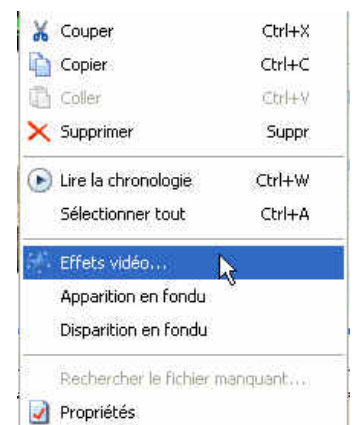 Couper Ctrl+X
Copier Ctrl+C
Coller Ctrl+V
Supprimer Suppr
Lire la chronologie Ctrl+W
Sélectionner tout Ctrl+A
Effets vidéo...
Apparition en fondu
Disparition en fondu
Rechercher le fichier manquant...
Propriétés